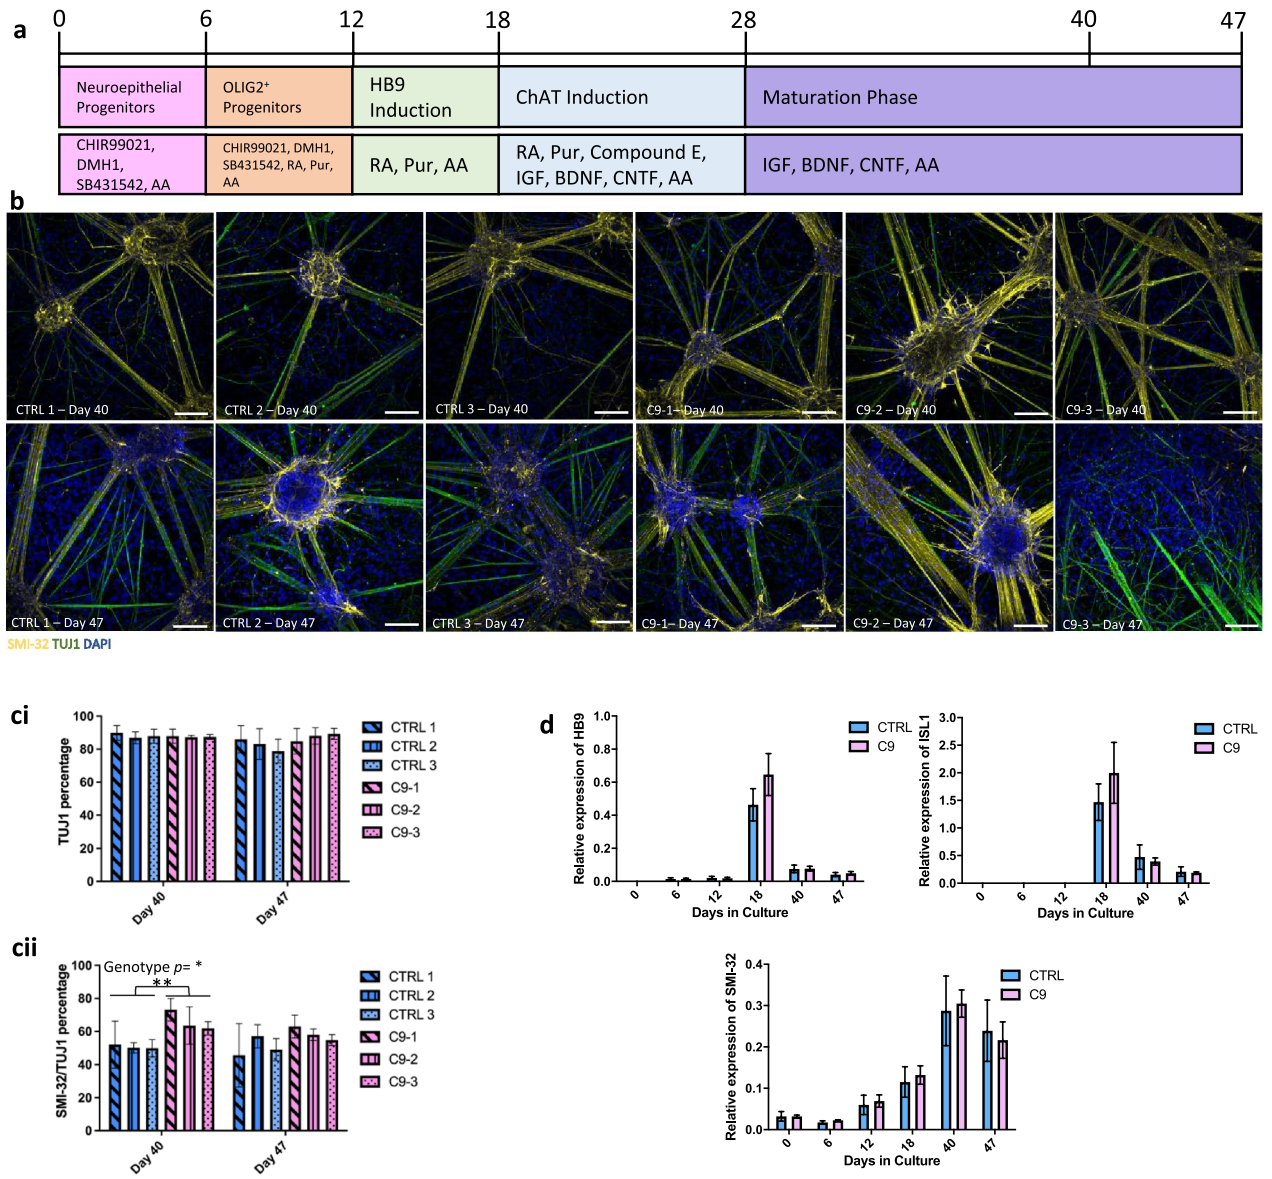 0 6 12 18 28 40 47
a
Neuroepithelial
Progenitors
OLIG2⁺
Progenitors
HB9
Induction
ChAT Induction
Maturation Phase
CHIR99021,
DMH1,
SB431542, AA
CHIR99021, DMH1,
SB431542, RA, Pur,
AA
RA, Pur, AA
RA, Pur, Compound E,
IGF, BDNF, CNTF, AA
IGF, BDNF, CNTF, AA
b
CTRL 1 – Day 40
CTRL 2 – Day 40
CTRL 3 – Day 40
C9-1– Day 40
C9-2 – Day 40
C9-3 – Day 40
CTRL 1 – Day 47
CTRL 2 – Day 47
CTRL 3 – Day 47
C9-1– Day 47
C9-2 – Day 47
C9-3 – Day 47
SMI-32 TUJ1 DAPI
ci
TUJ1 percentage
100
80
60
40
20
0
Day 40
Day 47
CTRL 1
CTRL 2
CTRL 3
C9-1
C9-2
C9-3
d
Relative expression of HB9
1.0
0.8
0.6
0.4
0.2
0.0
0 6 12 18 40 47
Days in Culture
CTRL
C9
Relative expression of ISL1
3.0
2.5
2.0
1.5
1.0
0.5
0.0
0 6 12 18 40 47
Days in Culture
CTRL
C9
cii
SMI-32/TUJ1 percentage
100
80
60
40
20
0
Genotype p= *
**
Day 40
Day 47
CTRL 1
CTRL 2
CTRL 3
C9-1
C9-2
C9-3
Relative expression of SMI-32
0.4
0.3
0.2
0.1
0.0
0 6 12 18 40 47
Days in Culture
CTRL
C9